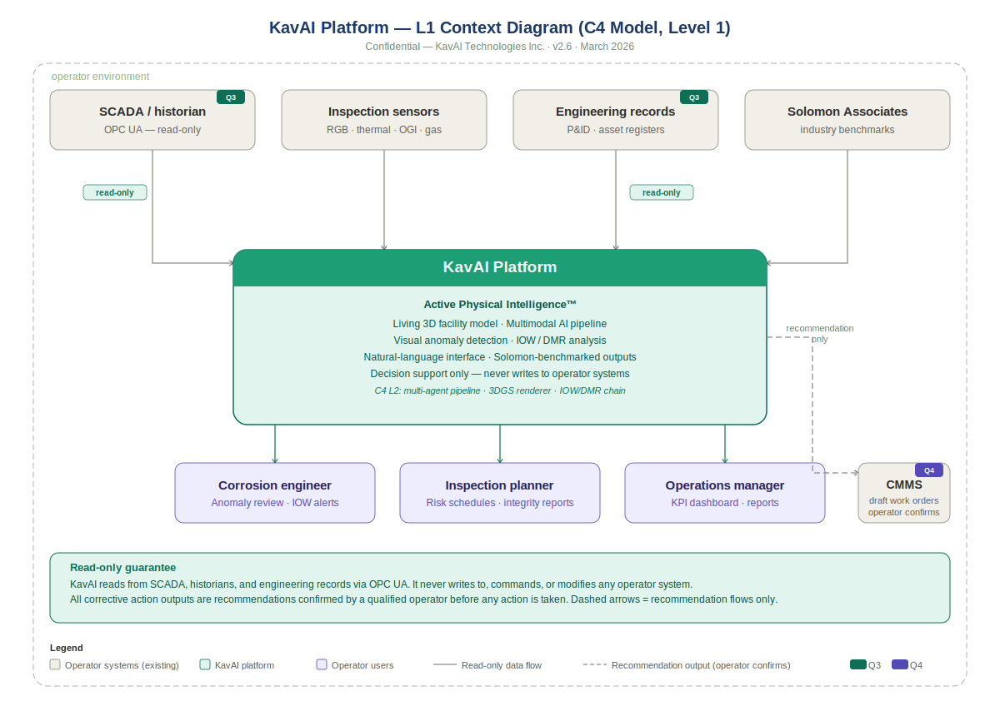 KavAI Platform — L1 Context Diagram (C4 Model, Level 1)
Confidential — KavAI Technologies Inc. · v2.6 · March 2026
operator environment
Q3
SCADA / historian
OPC UA — read-only
Inspection sensors
RGB · thermal · OGI · gas
Q3
Engineering records
P&ID · asset registers
Solomon Associates
industry benchmarks
read-only
read-only
KavAI Platform
Active Physical Intelligence™
Living 3D facility model · Multimodal AI pipeline
Visual anomaly detection · IOW / DMR analysis
Natural-language interface · Solomon-benchmarked outputs
Decision support only — never writes to operator systems
C4 L2: multi-agent pipeline · 3DGS renderer · IOW/DMR chain
recommendation
only
Corrosion engineer
Anomaly review · IOW alerts
Inspection planner
Risk schedules · integrity reports
Operations manager
KPI dashboard · reports
Q4
CMMS
draft work orders
operator confirms
Read-only guarantee
KavAI reads from SCADA, historians, and engineering records via OPC UA. It never writes to, commands, or modifies any operator system.
All corrective action outputs are recommendations confirmed by a qualified operator before any action is taken. Dashed arrows = recommendation flows only.
Legend
Operator systems (existing)
KavAI platform
Operator users
Read-only data flow
Recommendation output (operator confirms)
Q3
Q4